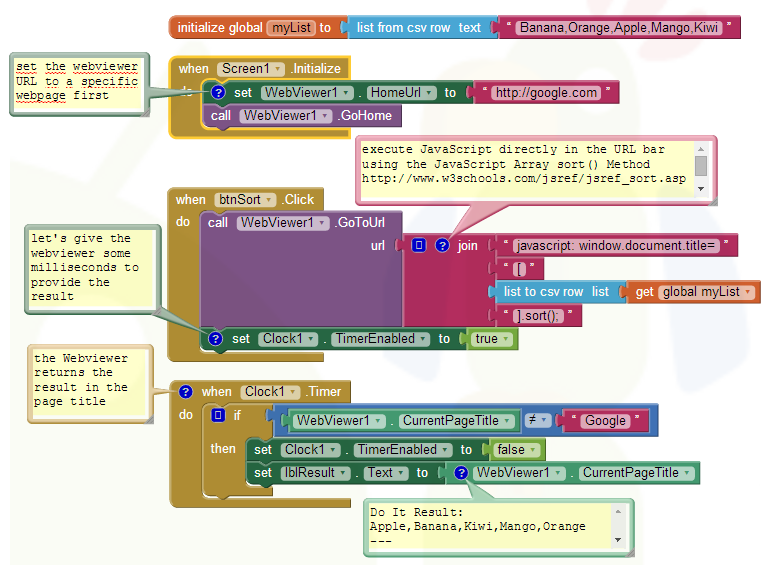 initialize global myList to list from csv row text " Banana,Orange,Apple,Mango,Kiwi "
set the webviewer
URL to a specific
webpage first
when Screen1 .Initialize
do ? set WebViewer1 . HomeUrl to " http://google.com "
call WebViewer1 .GoHome
execute JavaScript directly in the URL bar
using the JavaScript Array sort() Method
http://www.w3schools.com/jsref/jsref_sort.asp
when btnSort .Click
do call WebViewer1 .GoToUrl
url ? join " javascript: window.document.title= "
" [ "
list to csv row list get global myList
" ].sort(); "
let's give the
webviewer some
milliseconds to
provide the
result
? set Clock1 . TimerEnabled to true
the Webviewer
returns the
result in the
page title
? when Clock1 .Timer
do if WebViewer1 . CurrentPageTitle ≠ " Google "
then set Clock1 . TimerEnabled to false
set lblResult . Text to ? WebViewer1 . CurrentPageTitle
Do It Result:
Apple,Banana,Kiwi,Mango,Orange
---